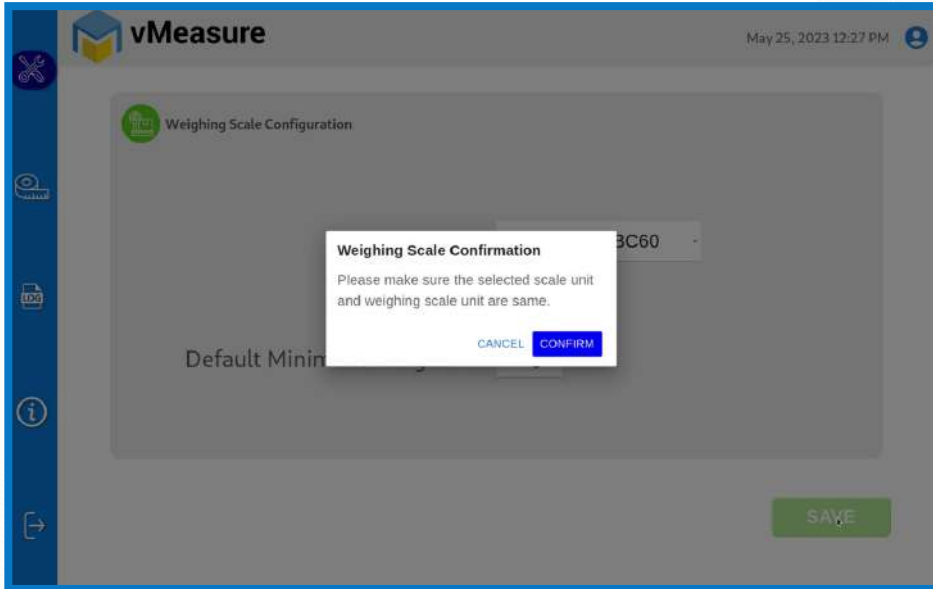 vMeasure
May 25, 2023 12:27 PM
Weighing Scale Configuration
BC60
Weighing Scale Confirmation
Please make sure the selected scale unit
and weighing scale unit are same.
CANCEL CONFIRM
Default Minim
LOG
SAVE